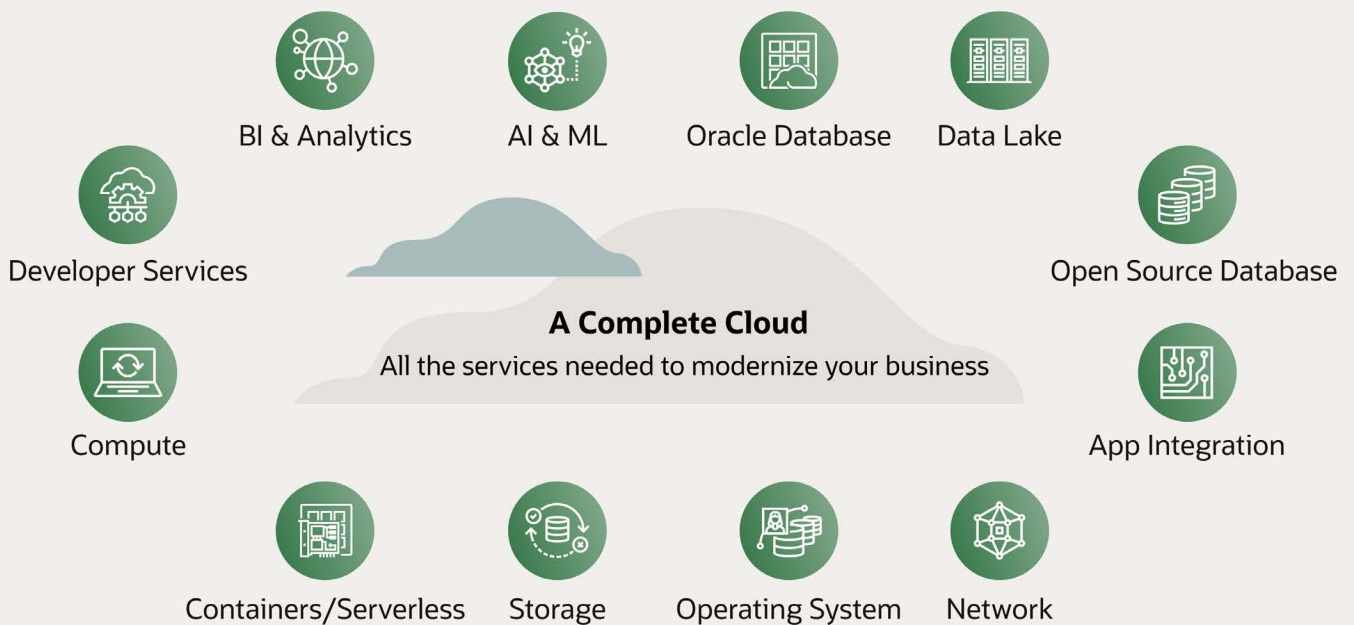 BI & Analytics
AI & ML
Oracle Database
Data Lake
Developer Services
Open Source Database
A Complete Cloud
All the services needed to modernize your business
Compute
App Integration
Containers/Serverless
Storage
Operating System
Network